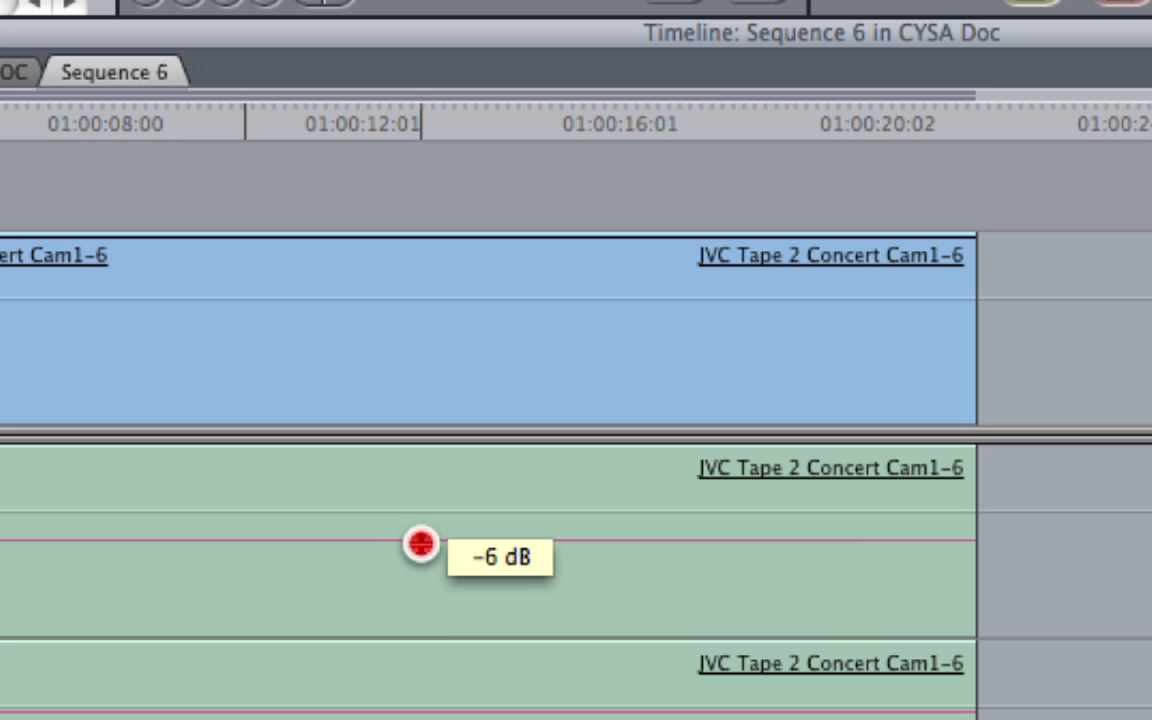 Timeline: Sequence 6 in CYSA Doc
OC Sequence 6
01:00:08:00 01:00:12:01 01:00:16:01 01:00:20:02 01:00:2
ert Cam1-6 JVC Tape 2 Concert Cam1-6
JVC Tape 2 Concert Cam1-6
-6 dB
JVC Tape 2 Concert Cam1-6